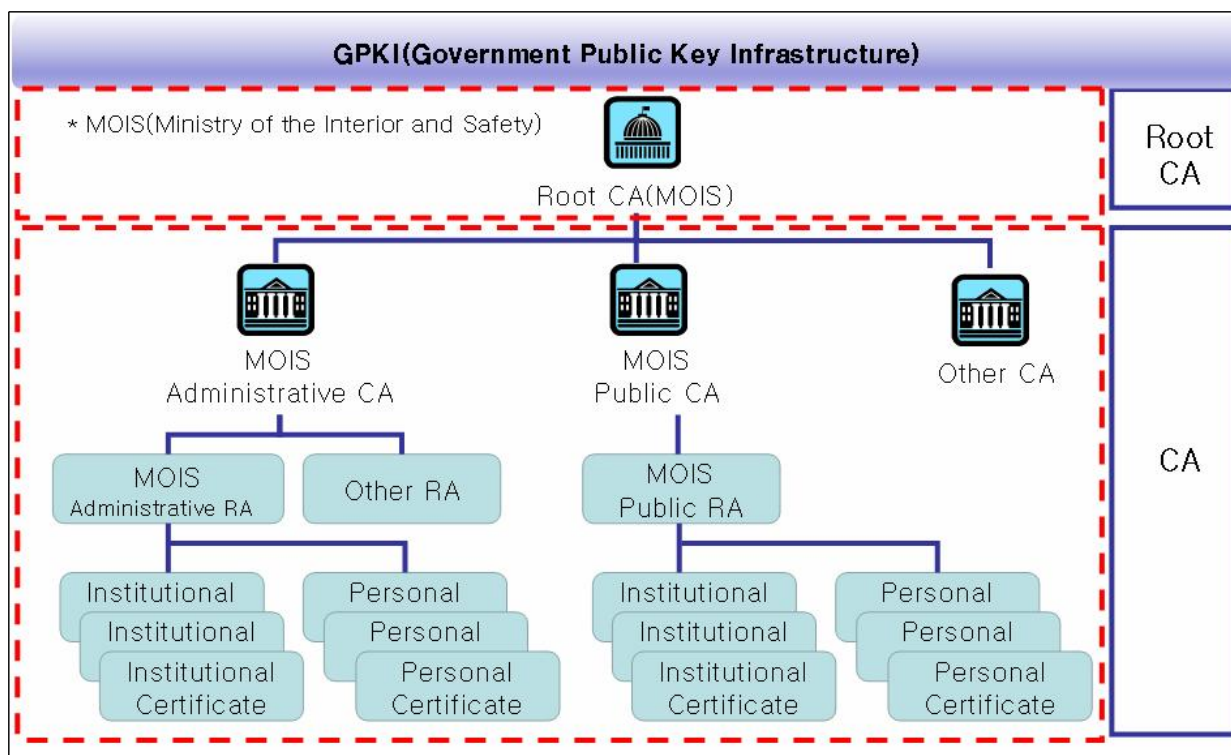 GPKI(Government Public Key Infrastructure)
* MOIS(Ministry of the Interior and Safety)
Root CA(MOIS)
Root
CA
MOIS
Administrative CA
MOIS
Public CA
Other CA
CA
MOIS
Administrative RA
Other RA
MOIS
Public RA
Institutional
Institutional
Institutional
Certificate
Personal
Personal
Personal
Certificate
Institutional
Institutional
Institutional
Certificate
Personal
Personal
Personal
Certificate